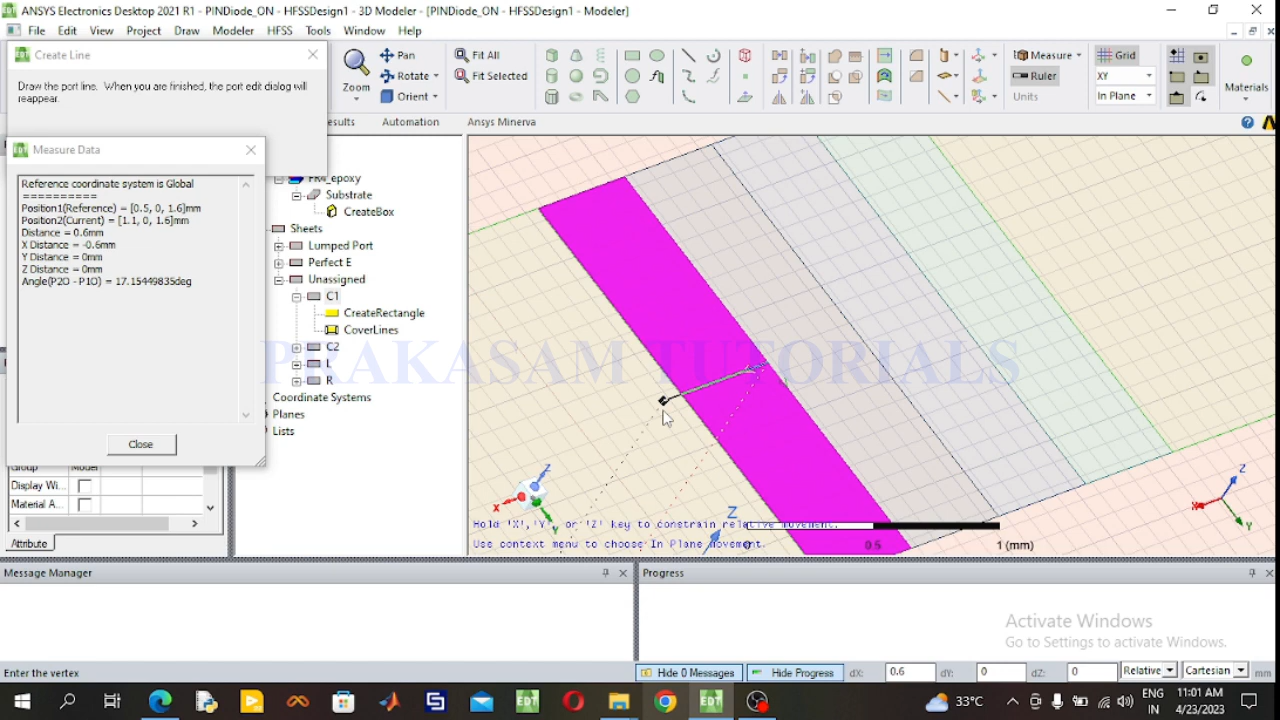 ANSYS Electronics Desktop 2021 R1 - PINDiode_ON - HFSSDesign1 - 3D Modeler - [PINDiode_ON - HFSSDesign1 - Modeler]
File Edit View Project Draw Modeler HFSS Tools Window Help
Create Line
Draw the port line. When you are finished, the port edit dialog will
reappear.
Zoom
Pan
Rotate
Orient
Fit All
Fit Selected
Measure
Ruler
Units
Grid
XY
In Plane
Materials
esults Automation Ansys Minerva
Measure Data
Reference coordinate system is Global
==========
Position1(Reference) = [0.5, 0, 1.6]mm
Position2(Current) = [1.1, 0, 1.6]mm
Distance = 0.6mm
X Distance = -0.6mm
Y Distance = 0mm
Z Distance = 0mm
Angle(P2O - P1O) = 17.15449835deg
Close
FR4_epoxy
Substrate
CreateBox
Sheets
Lumped Port
Perfect E
Unassigned
C1
CreateRectangle
CoverLines
C2
L
R
Coordinate Systems
Planes
Lists
PRAKASAM TUTORIALS
Group Model
Display Wi...
Material A...
Attribute
Z
X
Y
Z
Hold 'X','Y', or 'Z' key to constrain relative movement.
Use context menu to choose In Plane movement.
0 0.5 1 (mm)
Z
X
Y
Message Manager
Progress
Activate Windows
Go to Settings to activate Windows.
Enter the vertex
Hide 0 Messages Hide Progress dX: 0.6 dY: 0 dZ: 0 Relative Cartesian mm
33°C
ENG
IN
11:01 AM
4/23/2023